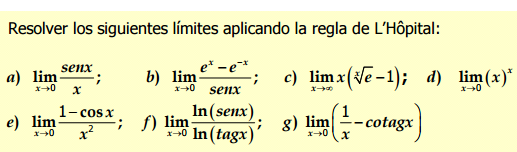 Resolver los siguientes límites aplicando la regla de L'Hôpital:
a) lim x→0 senx/x ; b) lim x→0 (eˣ − e⁻ˣ)/senx ; c) lim x→∞ x(ˣ√e − 1); d) lim x→0 (x)ˣ
e) lim x→0 (1 − cos x)/x² ; f) lim x→0 ln(senx)/ln(tagx) ; g) lim x→0 (1/x − cotagx)